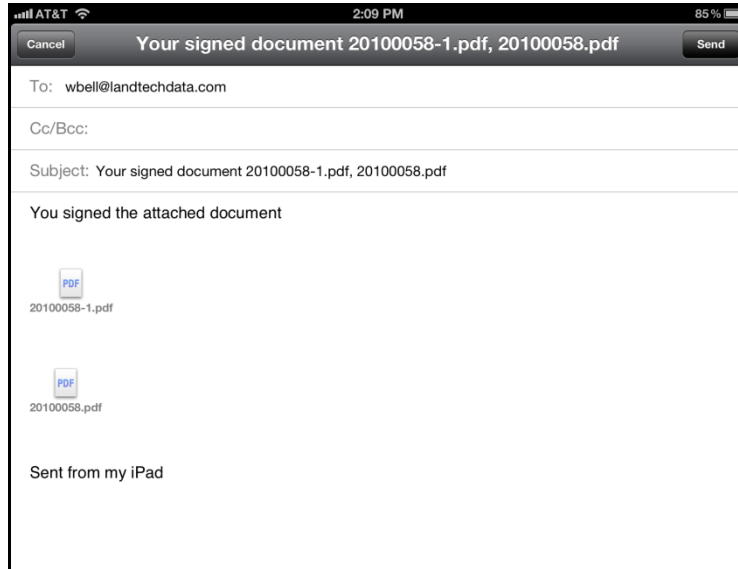 AT&T 2:09 PM 85%
Cancel Your signed document 20100058-1.pdf, 20100058.pdf Send
To: wbell@landtechdata.com
Cc/Bcc:
Subject: Your signed document 20100058-1.pdf, 20100058.pdf
You signed the attached document
PDF
20100058-1.pdf
PDF
20100058.pdf
Sent from my iPad